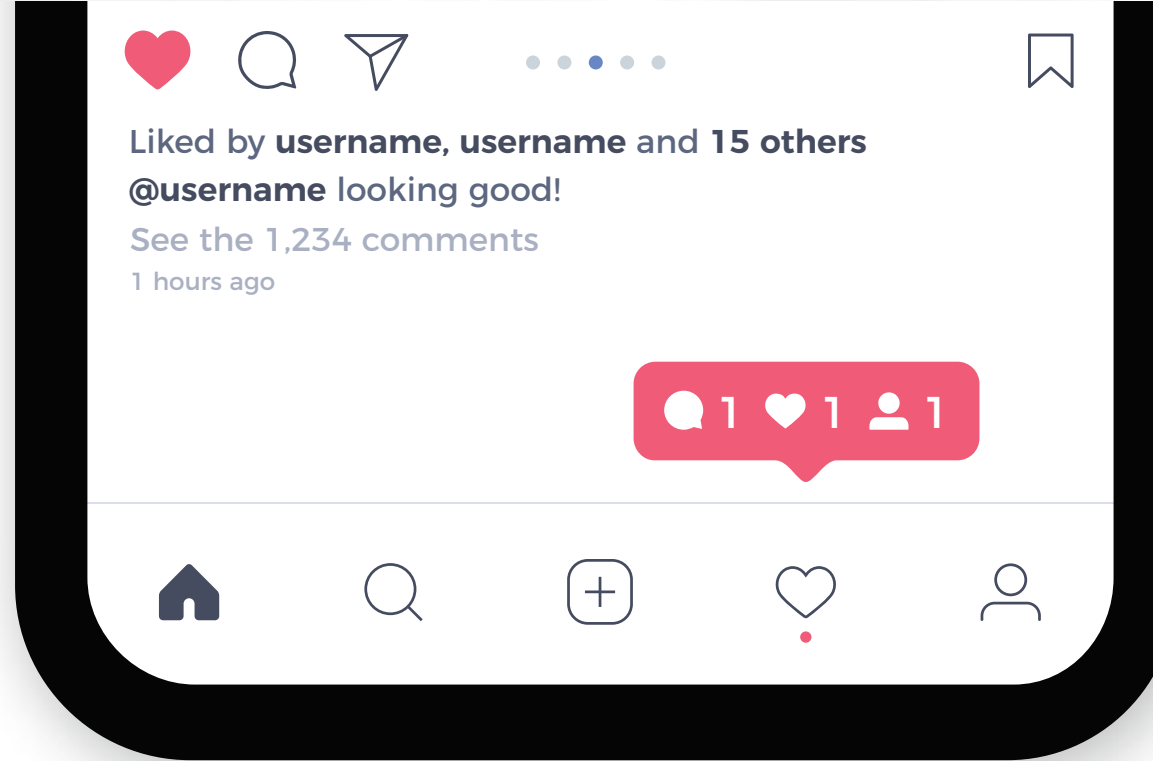 Liked by username, username and 15 others
@username looking good!
See the 1,234 comments
1 hours ago
1 1 1